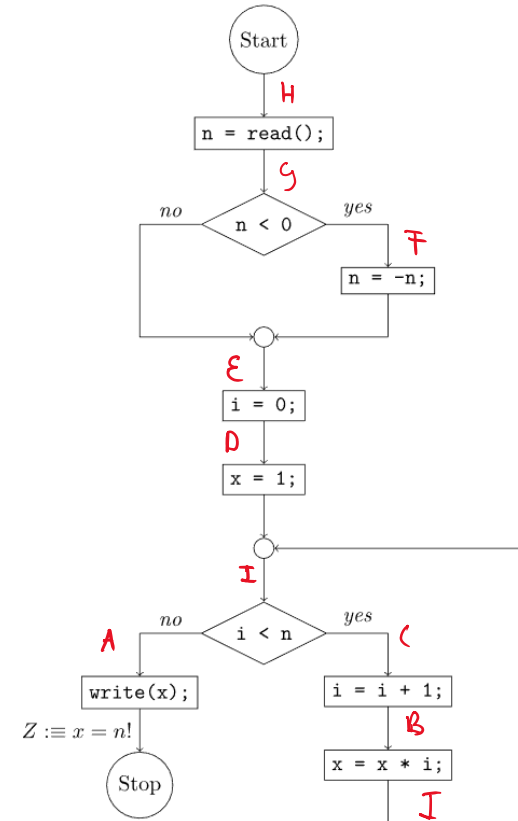 Start
H
n = read();
G
no
n < 0
yes
F
n = -n;
E
i = 0;
D
x = 1;
I
no
i < n
yes
A
C
write(x);
i = i + 1;
Z :≡ x = n!
B
x = x * i;
Stop
I